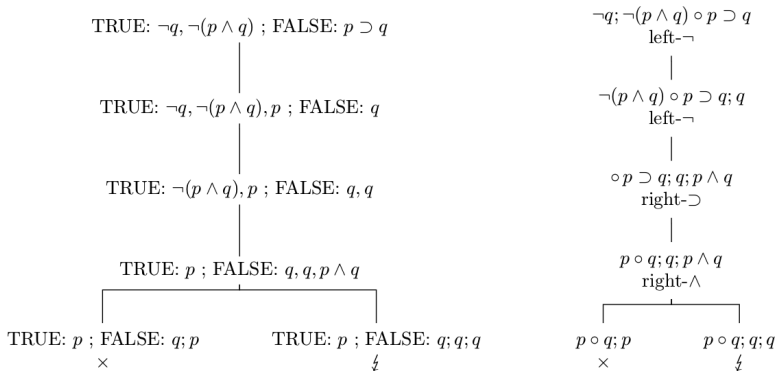 TRUE: ¬q, ¬(p ∧ q) ; FALSE: p ⊃ q
TRUE: ¬q, ¬(p ∧ q), p ; FALSE: q
TRUE: ¬(p ∧ q), p ; FALSE: q, q
TRUE: p ; FALSE: q, q, p ∧ q
TRUE: p ; FALSE: q; p
×
TRUE: p ; FALSE: q; q; q
↯
¬q; ¬(p ∧ q) ∘ p ⊃ q
left-¬
¬(p ∧ q) ∘ p ⊃ q; q
left-¬
∘ p ⊃ q; q; p ∧ q
right-⊃
p ∘ q; q; p ∧ q
right-∧
p ∘ q; p
×
p ∘ q; q; q
↯